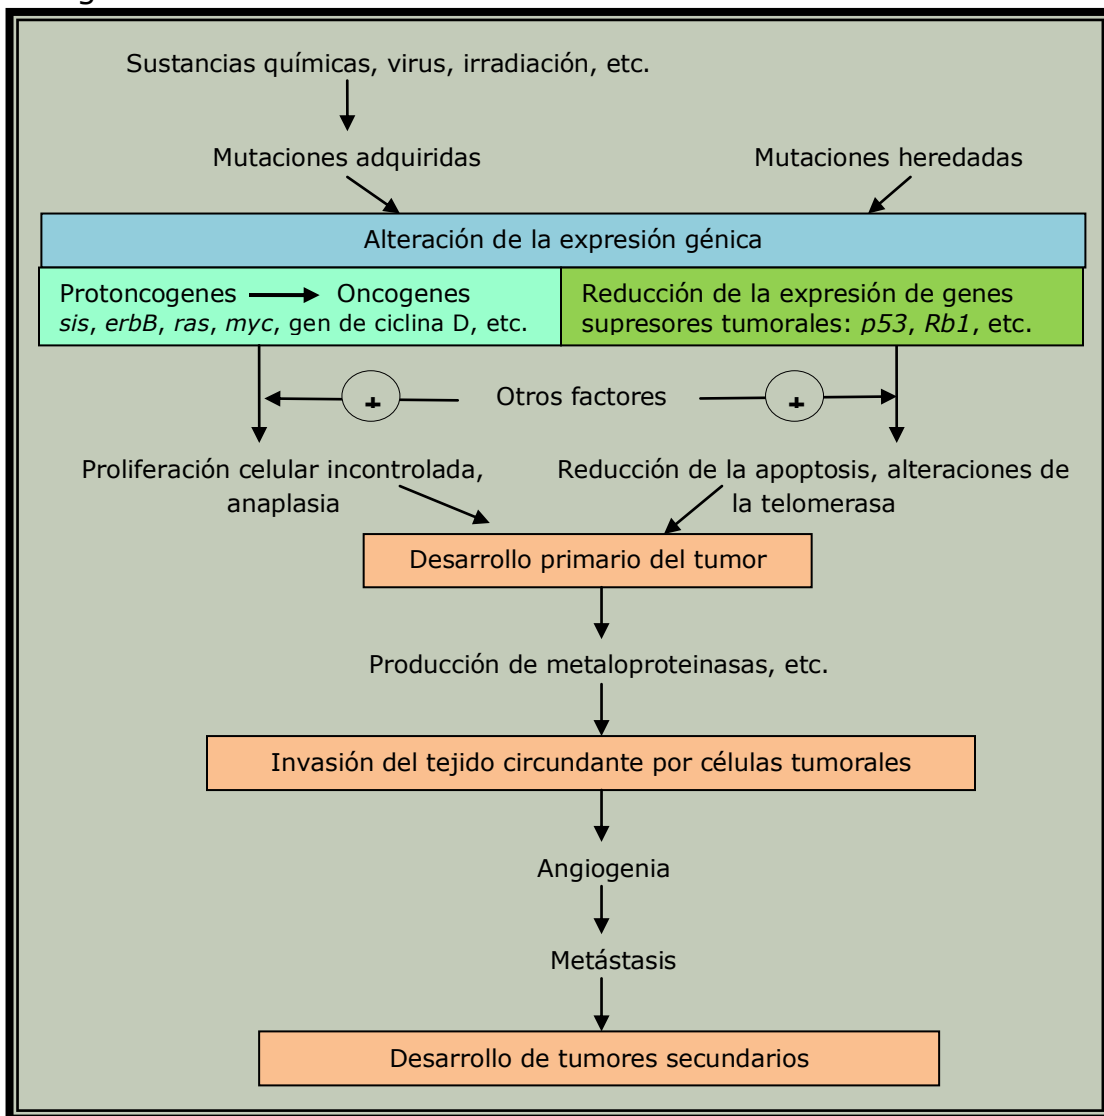 Sustancias químicas, virus, irradiación, etc.
Mutaciones adquiridas
Mutaciones heredadas
Alteración de la expresión génica
Protoncogenes Oncogenes
sis, erbB, ras, myc, gen de ciclina D, etc.
Reducción de la expresión de genes
supresores tumorales: p53, Rb1, etc.
+ Otros factores +
Proliferación celular incontrolada,
anaplasia
Reducción de la apoptosis, alteraciones de
la telomerasa
Desarrollo primario del tumor
Producción de metaloproteinasas, etc.
Invasión del tejido circundante por células tumorales
Angiogenia
Metástasis
Desarrollo de tumores secundarios